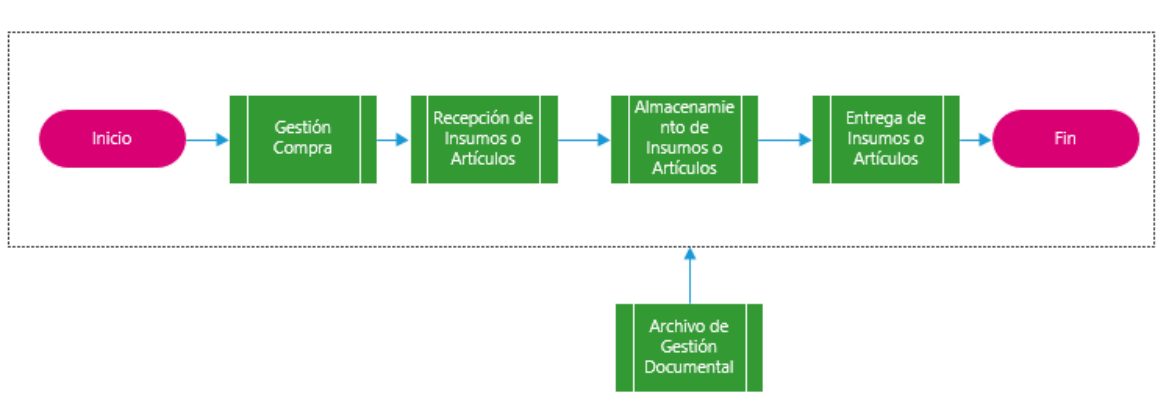 Inicio
Gestión
Compra
Recepción de
Insumos o
Artículos
Almacenamie
nto de
Insumos o
Artículos
Entrega de
Insumos o
Artículos
Fin
Archivo de
Gestión
Documental